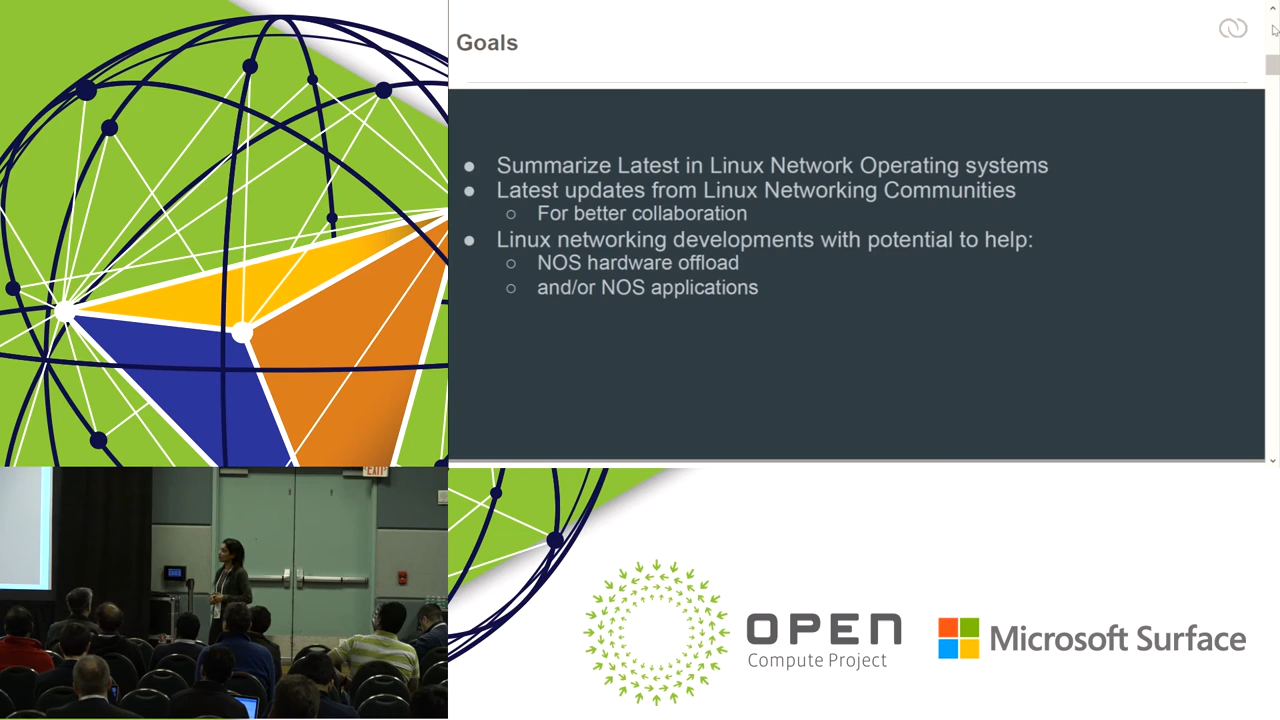 Goals
● Summarize Latest in Linux Network Operating systems
● Latest updates from Linux Networking Communities
○ For better collaboration
● Linux networking developments with potential to help:
○ NOS hardware offload
○ and/or NOS applications
EXIT
OPEN
Compute Project
Microsoft Surface